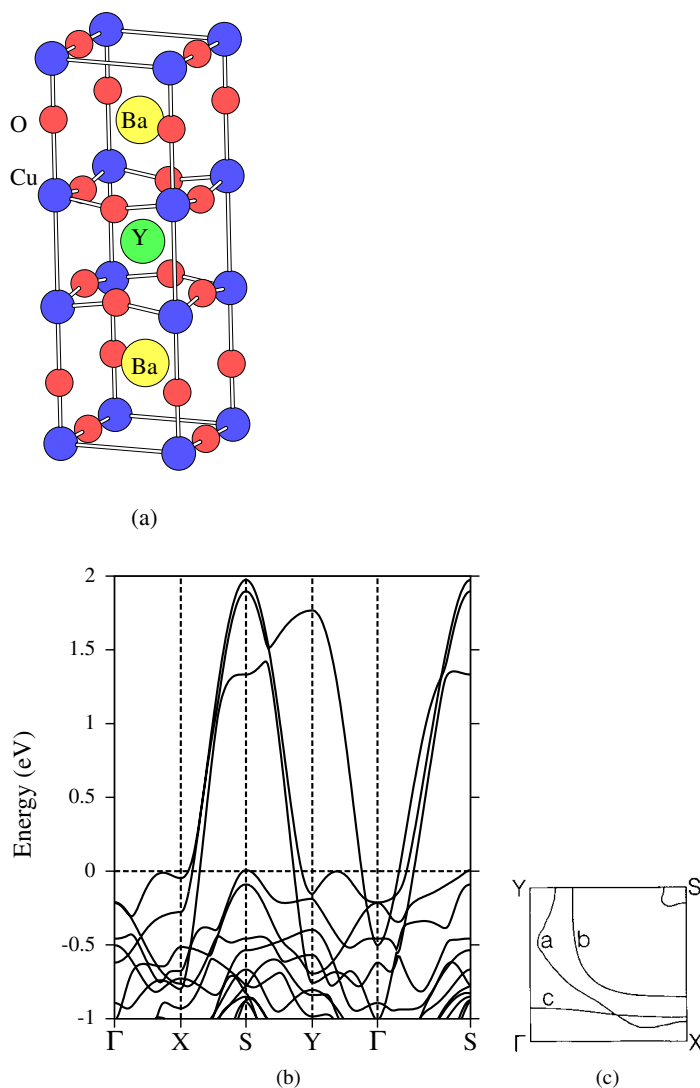 Ba
O
Cu
Y
Ba
(a)
2
1.5
1
0.5
0
-0.5
-1
Energy (eV)
Γ X S Y Γ S
(b)
Y S
a b
c
Γ X
(c)